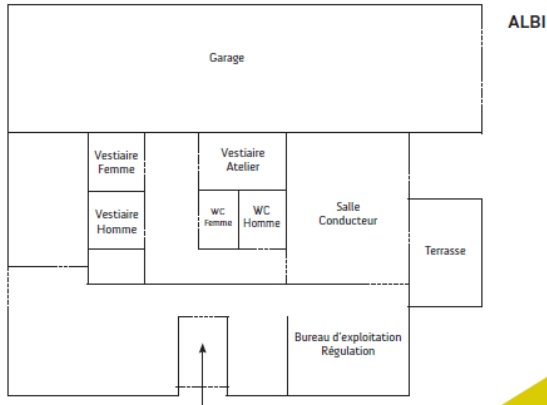 ALBI
Garage
Vestiaire
Femme
Vestiaire
Atelier
Vestiaire
Homme
WC
Femme
WC
Homme
Salle
Conducteur
Terrasse
Bureau d'exploitation
Régulation